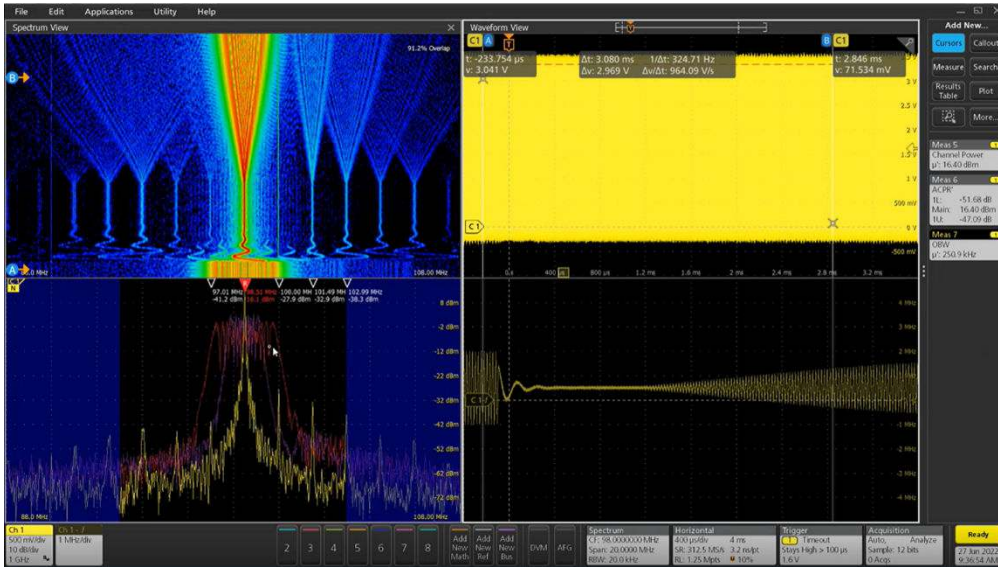 File Edit Applications Utility Help
Spectrum View
91.2% Overlap
B
A
108.00 MHz
97.01 MHz
-41.2 dBm
100.00 MH
-27.9 dBm
101.49 MH
-32.9 dBm
102.99 MHz
-38.3 dBm
8 dBm
-2 dBm
-12 dBm
-22 dBm
-32 dBm
-42 dBm
-52 dBm
-62 dBm
-72 dBm
88.0 MHz
108.00 MHz
Waveform View
C1 A
t: -233.754 µs
v: 3.041 V
Δt: 3.080 ms 1/Δt: 324.71 Hz
Δv: 2.969 V Δv/Δt: 964.09 V/s
B C1
t: 2.846 ms
v: 71.534 mV
3 V
2.5 V
2 V
1.5 V
1 V
500 mV
0 V
-500 mV
C1
400 µs 800 µs 1.2 ms 1.6 ms 2 ms 2.4 ms 2.8 ms 3.2 ms
4 MHz
3 MHz
2 MHz
-1 MHz
-2 MHz
-3 MHz
-4 MHz
Add New...
Cursors Callout
Measure Search
Results Table Plot
More...
Meas 5
Channel Power
µ': 16.40 dBm
Meas 6
ACPR'
1L: -51.68 dB
Main: 16.40 dBm
1U: -47.09 dB
Meas 7
OBW
µ': 250.9 kHz
Ch 1
500 mV/div
10 dB/div
1 GHz
Ch 1 - f
1 MHz/div
2 3 4 5 6 7 8
Add New Math
Add New Ref
Add New Bus
DVM AFG
Spectrum
CF: 98.0000000 MHz
Span: 20.0000 MHz
RBW: 20.0 kHz
Horizontal
400 µs/div 4 ms
SR: 312.5 MS/s 3.2 ns/pt
RL: 1.25 Mpts 10%
Trigger
1 Timeout
Stays High > 100 µs
1.6 V
Acquisition
Auto, Analyze
Sample: 12 bits
0 Acqs
Ready
27 Jun 2022
9:36:54 AM